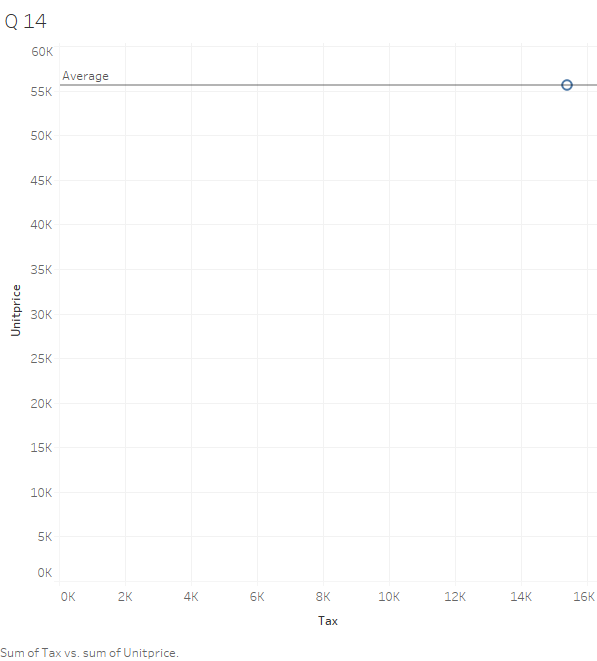 Q 14
60K
Average
55K
50K
45K
40K
35K
30K
25K
20K
15K
10K
5K
0K
Unitprice
0K 2K 4K 6K 8K 10K 12K 14K 16K
Tax
Sum of Tax vs. sum of Unitprice.